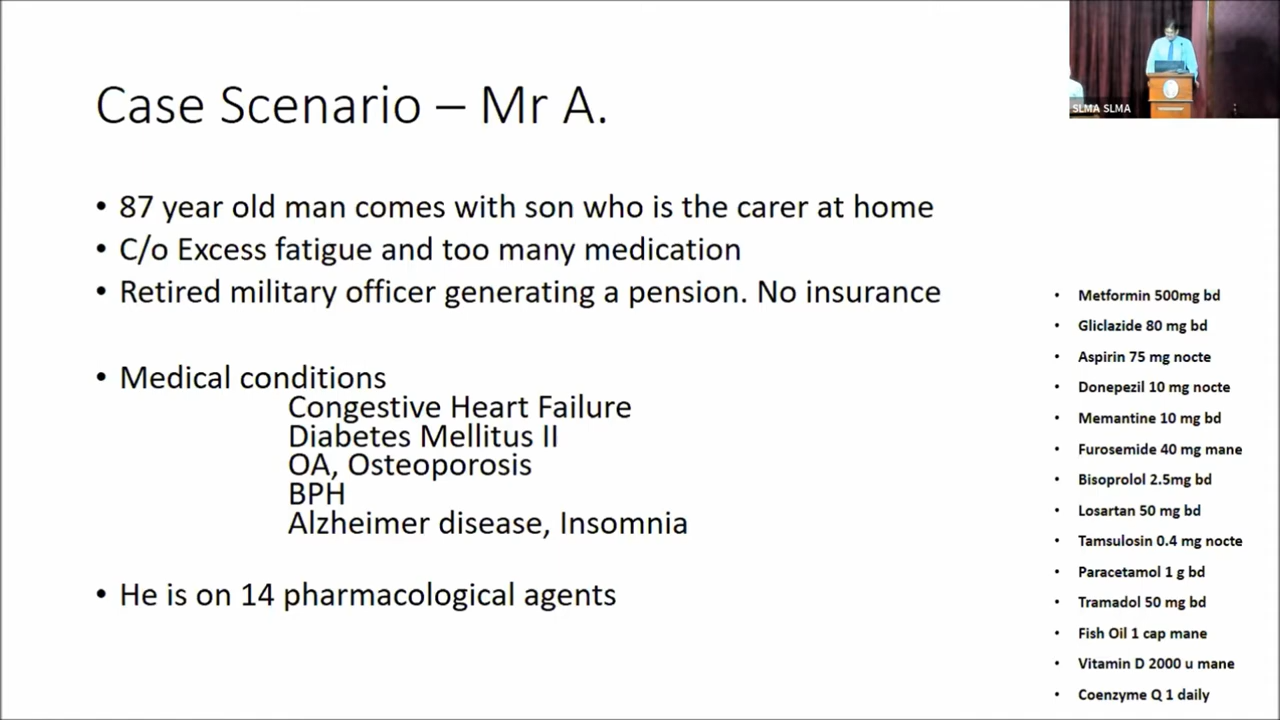 Case Scenario – Mr A.
SLMA SLMA
• 87 year old man comes with son who is the carer at home
• C/o Excess fatigue and too many medication
• Retired military officer generating a pension. No insurance
• Medical conditions
Congestive Heart Failure
Diabetes Mellitus II
OA, Osteoporosis
BPH
Alzheimer disease, Insomnia
• He is on 14 pharmacological agents
• Metformin 500mg bd
• Gliclazide 80 mg bd
• Aspirin 75 mg nocte
• Donepezil 10 mg nocte
• Memantine 10 mg bd
• Furosemide 40 mg mane
• Bisoprolol 2.5mg bd
• Losartan 50 mg bd
• Tamsulosin 0.4 mg nocte
• Paracetamol 1 g bd
• Tramadol 50 mg bd
• Fish Oil 1 cap mane
• Vitamin D 2000 u mane
• Coenzyme Q 1 daily